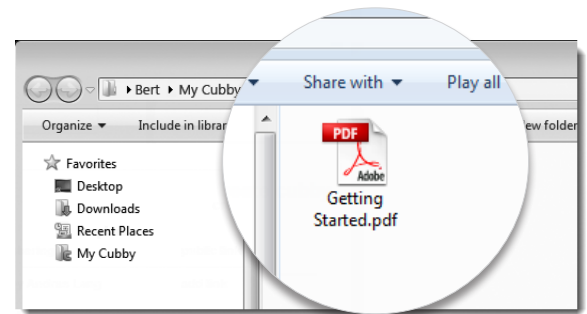 Bert ▸ My Cubby
Organize Include in librar Share with Play all ew folder
Favorites
Desktop
Downloads
Recent Places
My Cubby
PDF
Adobe
Getting
Started.pdf